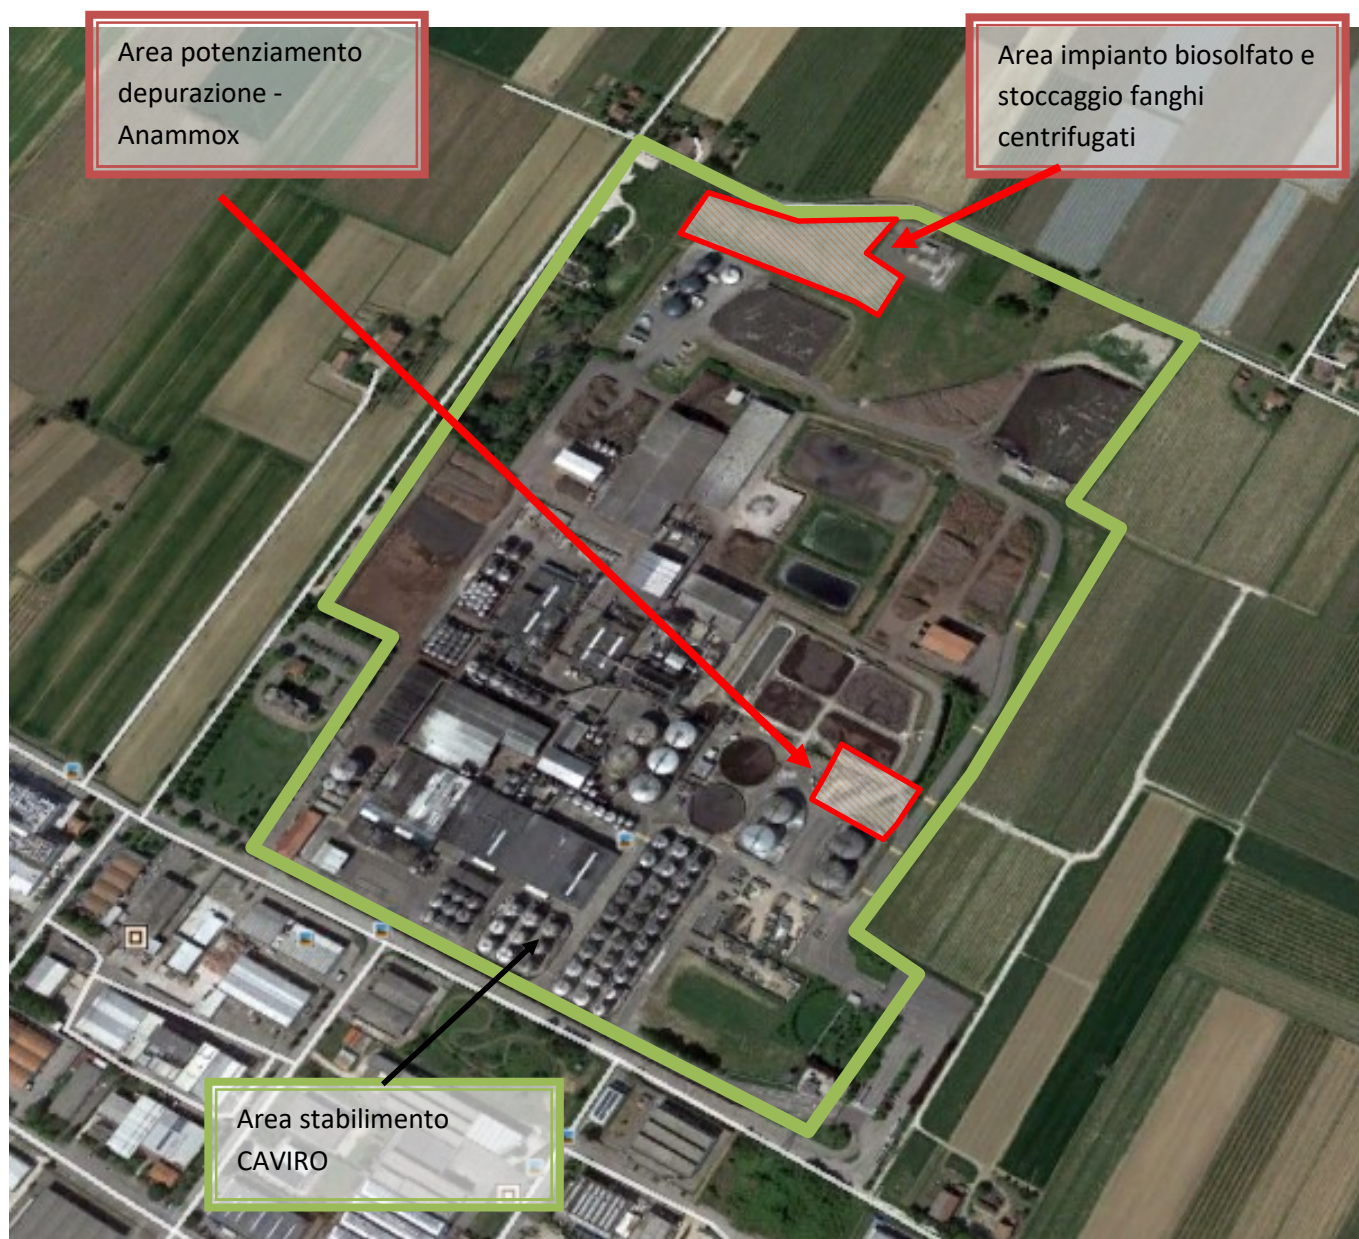 Area potenziamento
depurazione -
Anammox
Area impianto biosolfato e
stoccaggio fanghi
centrifugati
Area stabilimento
CAVIRO